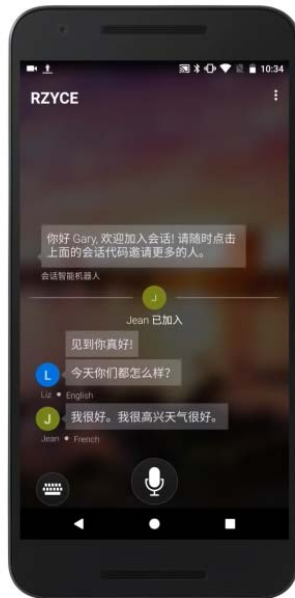 10:34
RZYCE
你好 Gary, 欢迎加入会话! 请随时点击
上面的会话代码邀请更多的人。
会话智能机器人
J
Jean 已加入
见到你真好!
L
今天你们都怎么样?
Liz • English
J
我很好。我很高兴天气很好。
Jean • French